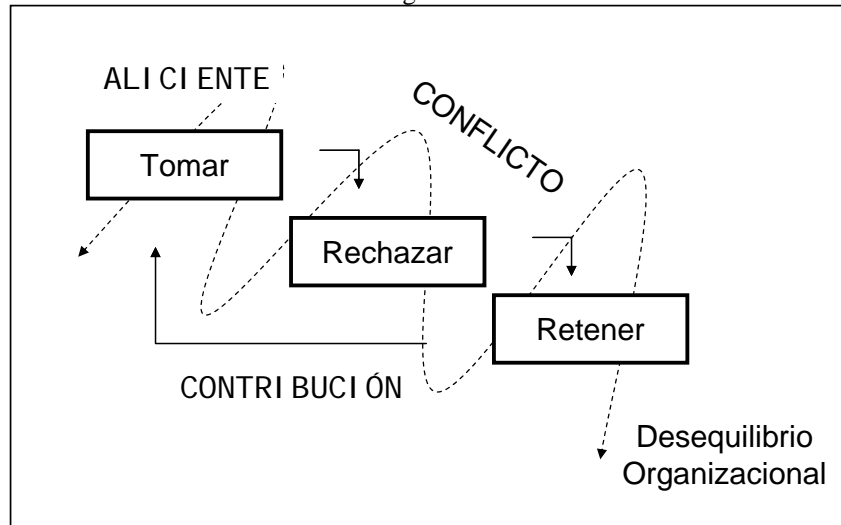 ALICIENTE
CONFLICTO
Tomar
Rechazar
Retener
CONTRIBUCIÓN
Desequilibrio
Organizacional